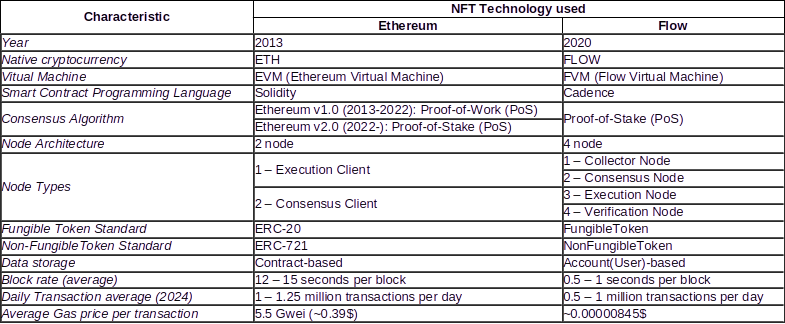 Characteristic
NFT Technology used
Ethereum
Flow
Year
2013
2020
Native cryptocurrency
ETH
FLOW
Vitual Machine
EVM (Ethereum Virtual Machine)
FVM (Flow Virtual Machine)
Smart Contract Programming Language
Solidity
Cadence
Consensus Algorithm
Ethereum v1.0 (2013-2022): Proof-of-Work (PoS)
Ethereum v2.0 (2022-): Proof-of-Stake (PoS)
Proof-of-Stake (PoS)
Node Architecture
2 node
4 node
Node Types
1 – Execution Client
2 – Consensus Client
1 – Collector Node
2 – Consensus Node
3 – Execution Node
4 – Verification Node
Fungible Token Standard
ERC-20
FungibleToken
Non-FungibleToken Standard
ERC-721
NonFungibleToken
Data storage
Contract-based
Account(User)-based
Block rate (average)
12 – 15 seconds per block
0.5 – 1 seconds per block
Daily Transaction average (2024)
1 – 1.25 million transactions per day
0.5 – 1 million transactions per day
Average Gas price per transaction
5.5 Gwei (~0.39$)
~0.00000845$